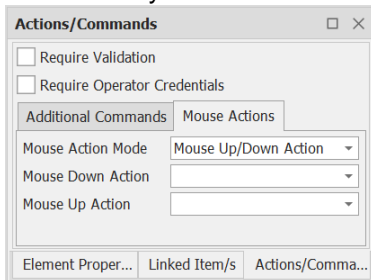 Actions/Commands
Require Validation
Require Operator Credentials
Additional Commands Mouse Actions
Mouse Action Mode Mouse Up/Down Action
Mouse Down Action
Mouse Up Action
Element Proper... Linked Item/s Actions/Comma...